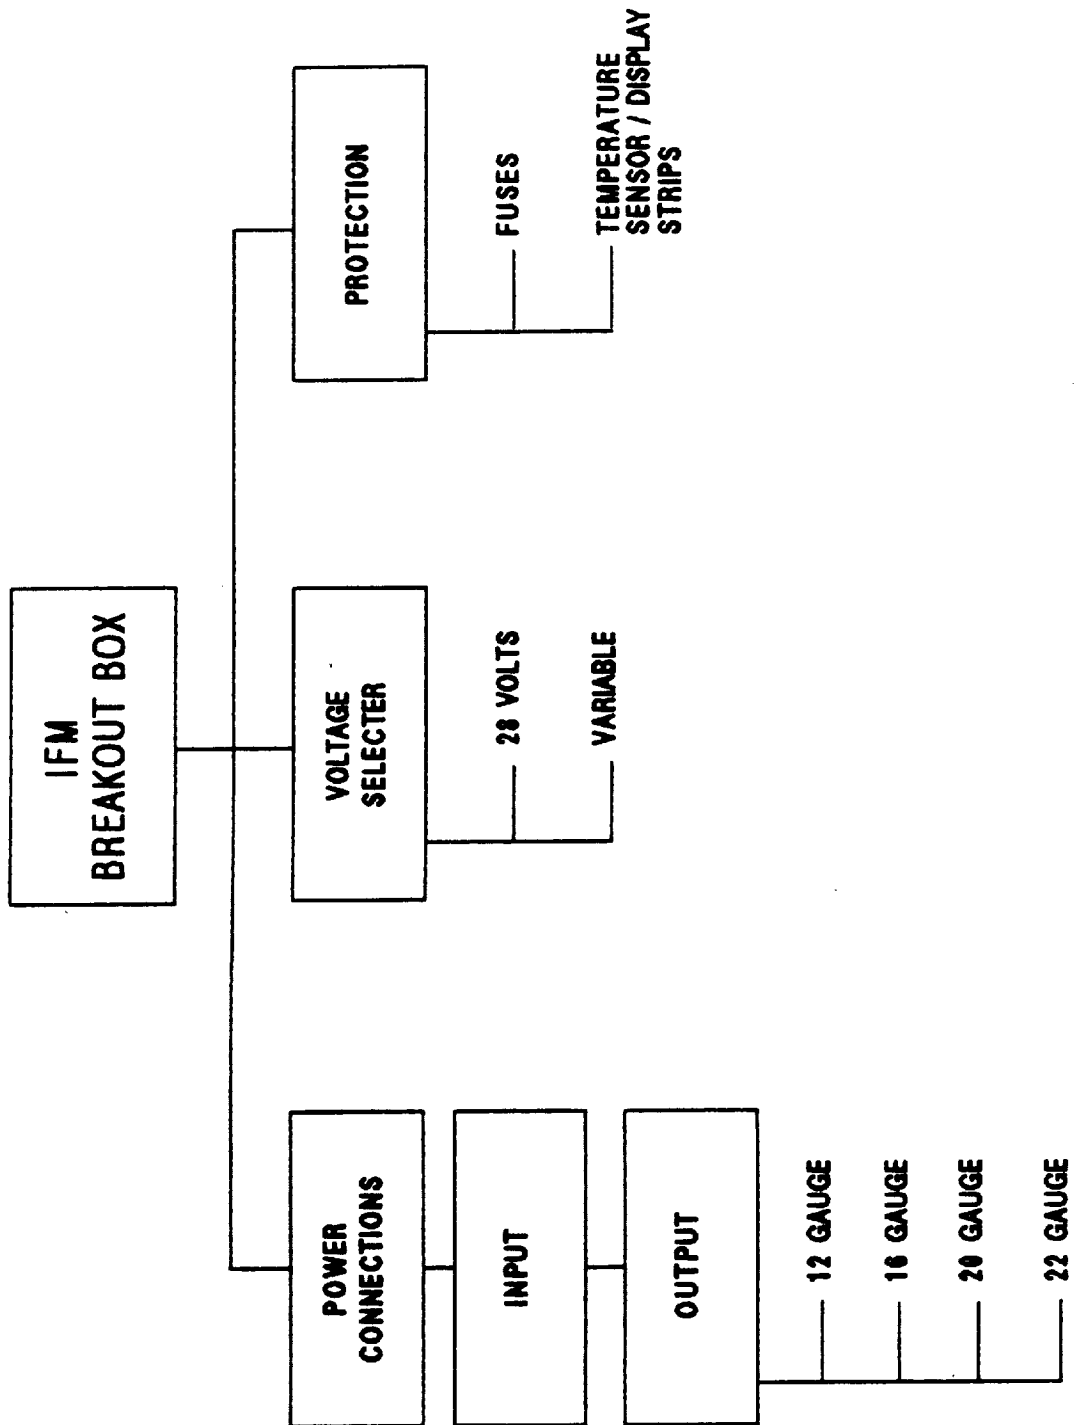 IFM
BREAKOUT BOX
POWER
CONNECTIONS
INPUT
OUTPUT
12 GAUGE
16 GAUGE
20 GAUGE
22 GAUGE
VOLTAGE
SELECTER
28 VOLTS
VARIABLE
PROTECTION
FUSES
TEMPERATURE
SENSOR / DISPLAY
STRIPS